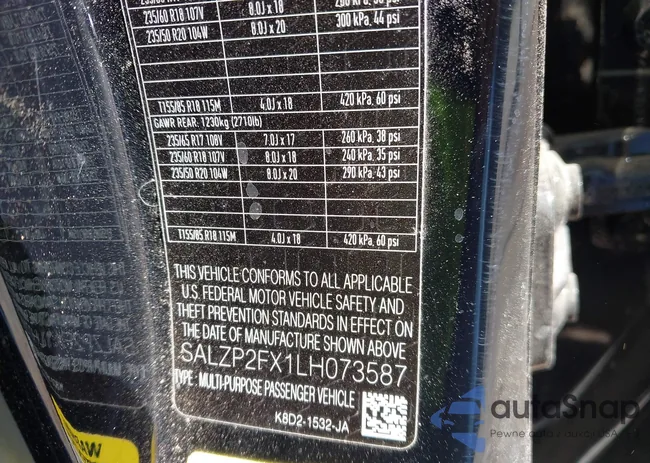 235/60 R18 107V 8.0J x 18
235/50 R20 104W 8.0J x 20 300 kPa, 44 psi
T155/85 R18 115M 4.0J x 18 420 kPa, 60 psi
GAWR REAR. 1230kg (2710lb)
235/65 R17 108V 7.0J x 17 260 kPa, 38 psi
235/60 R18 107V 8.0J x 18 240 kPa, 35 psi
235/50 R20 104W 8.0J x 20 290 kPa, 43 psi
T155/85 R18 115M 4.0J x 18 420 kPa, 60 psi
THIS VEHICLE CONFORMS TO ALL APPLICABLE
U.S. FEDERAL MOTOR VEHICLE SAFETY AND
THEFT PREVENTION STANDARDS IN EFFECT ON
THE DATE OF MANUFACTURE SHOWN ABOVE
SALZP2FX1LH073587
TYPE: MULTI-PURPOSE PASSENGER VEHICLE
K8D2-1532-JA
autoSnap
Pewne auto z aukcji USA